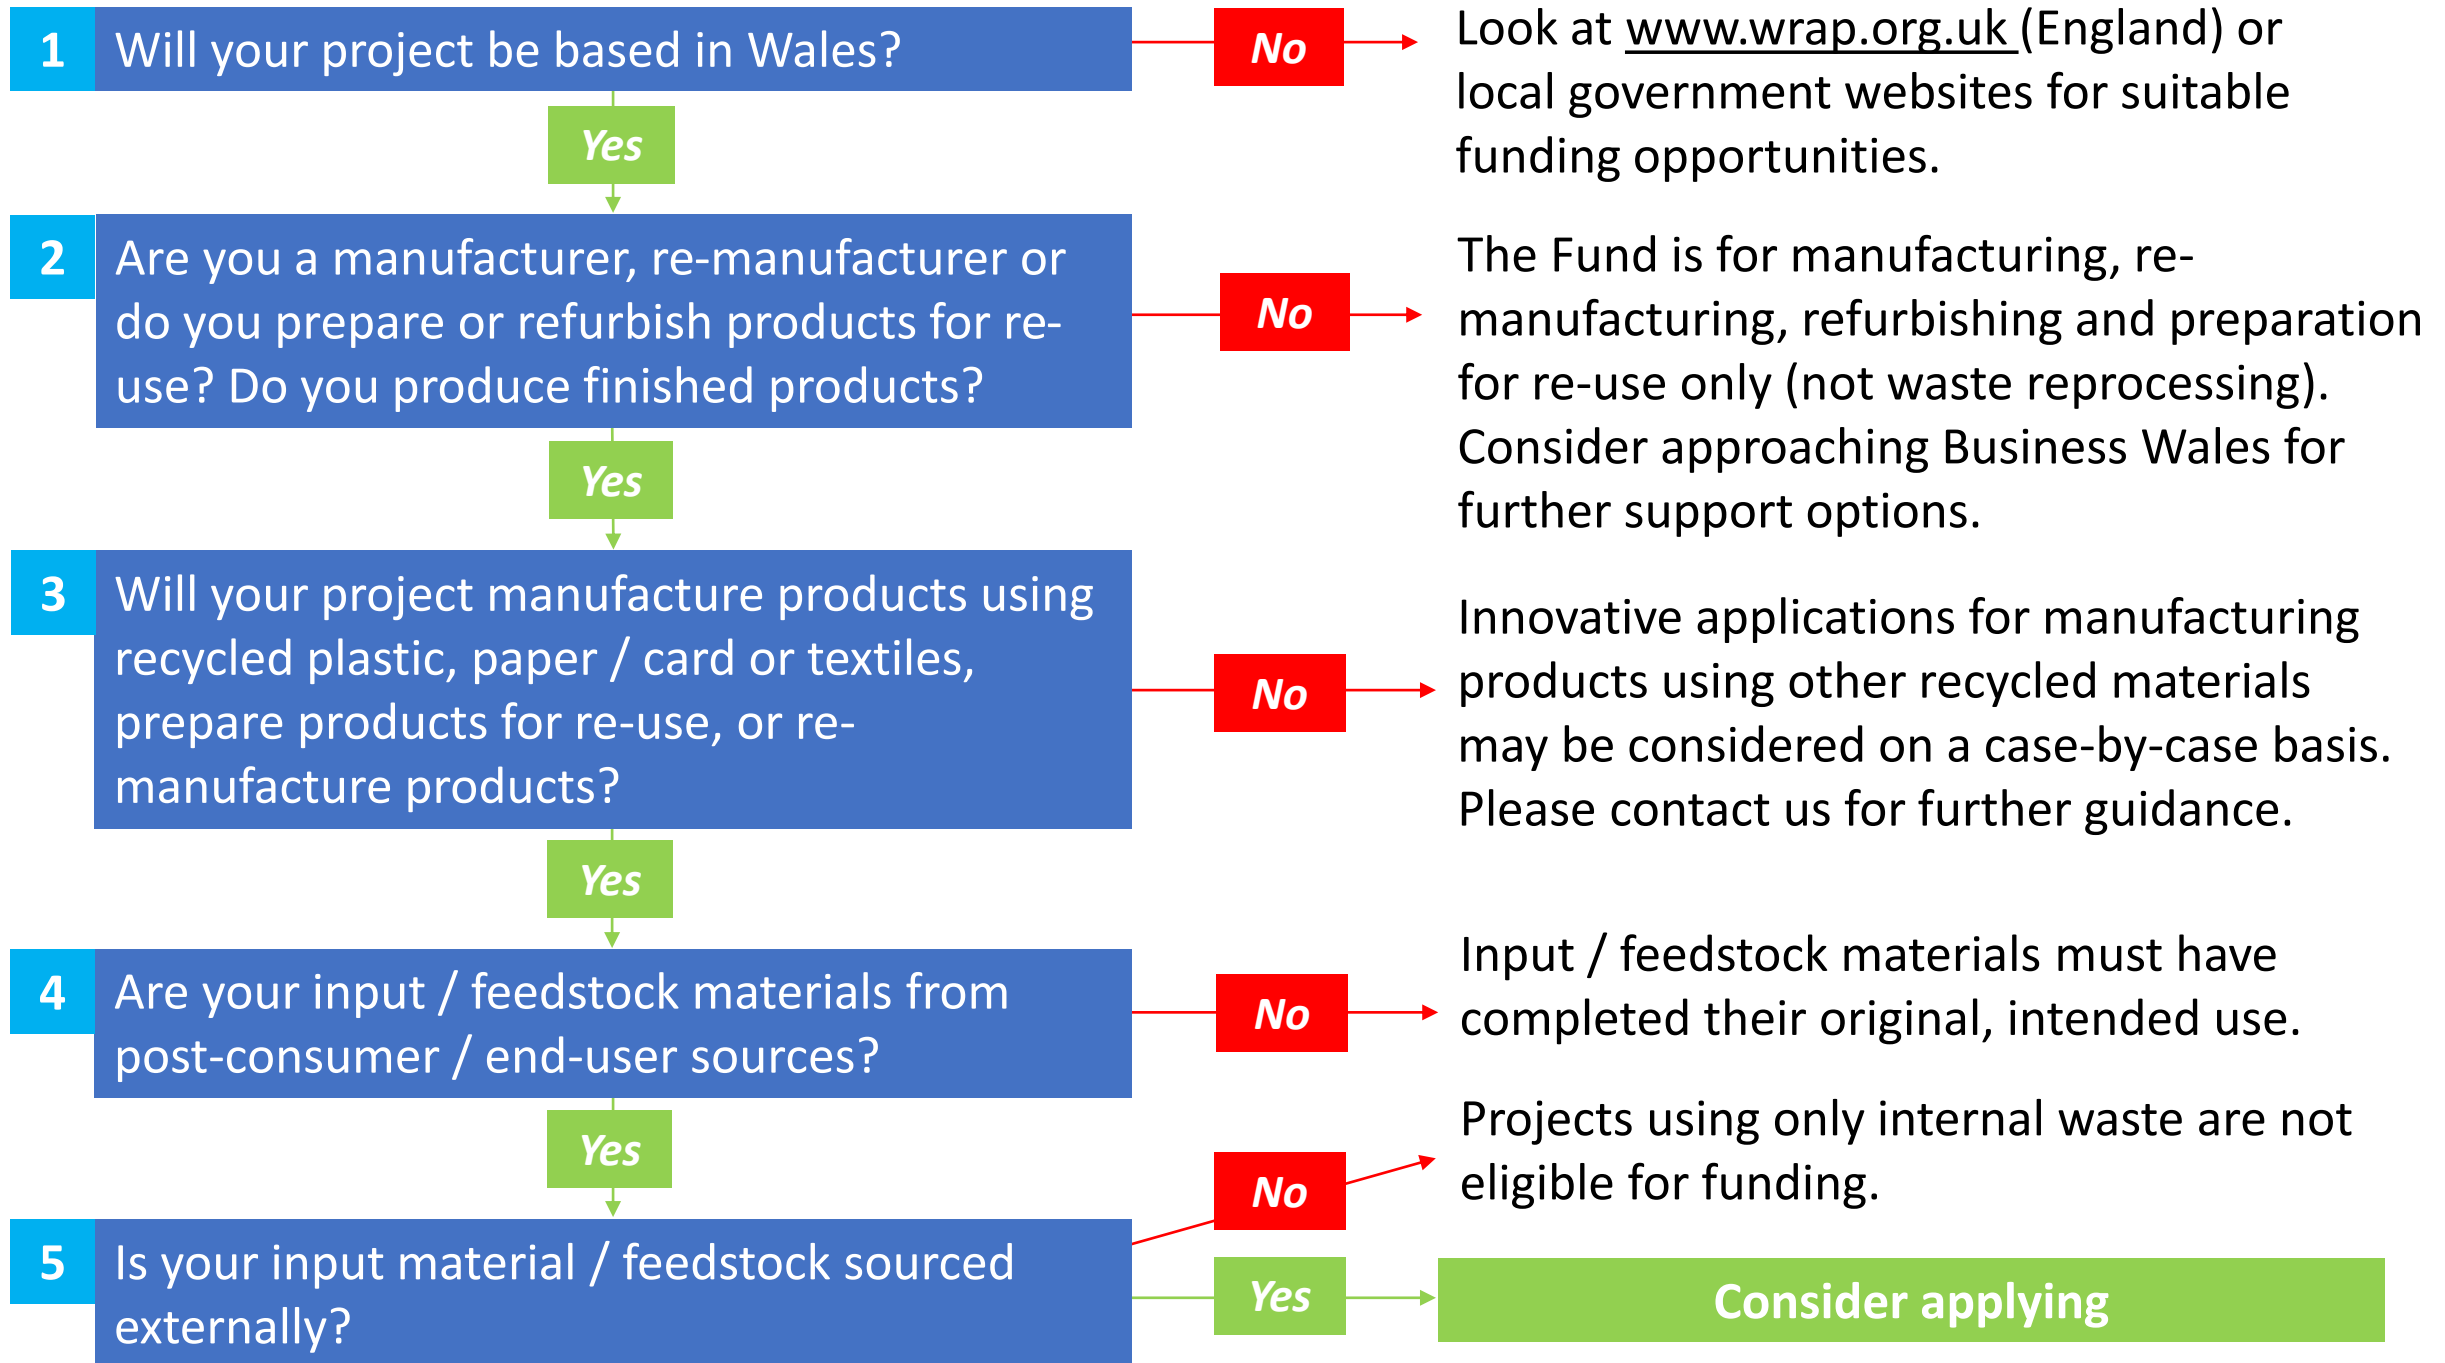 1 Will your project be based in Wales?
No
Look at www.wrap.org.uk (England) or
local government websites for suitable
funding opportunities.
Yes
2 Are you a manufacturer, re-manufacturer or
do you prepare or refurbish products for re-
use? Do you produce finished products?
No
The Fund is for manufacturing, re-
manufacturing, refurbishing and preparation
for re-use only (not waste reprocessing).
Consider approaching Business Wales for
further support options.
Yes
3 Will your project manufacture products using
recycled plastic, paper / card or textiles,
prepare products for re-use, or re-
manufacture products?
No
Innovative applications for manufacturing
products using other recycled materials
may be considered on a case-by-case basis.
Please contact us for further guidance.
Yes
4 Are your input / feedstock materials from
post-consumer / end-user sources?
No
Input / feedstock materials must have
completed their original, intended use.
Yes
5 Is your input material / feedstock sourced
externally?
No
Projects using only internal waste are not
eligible for funding.
Yes
Consider applying